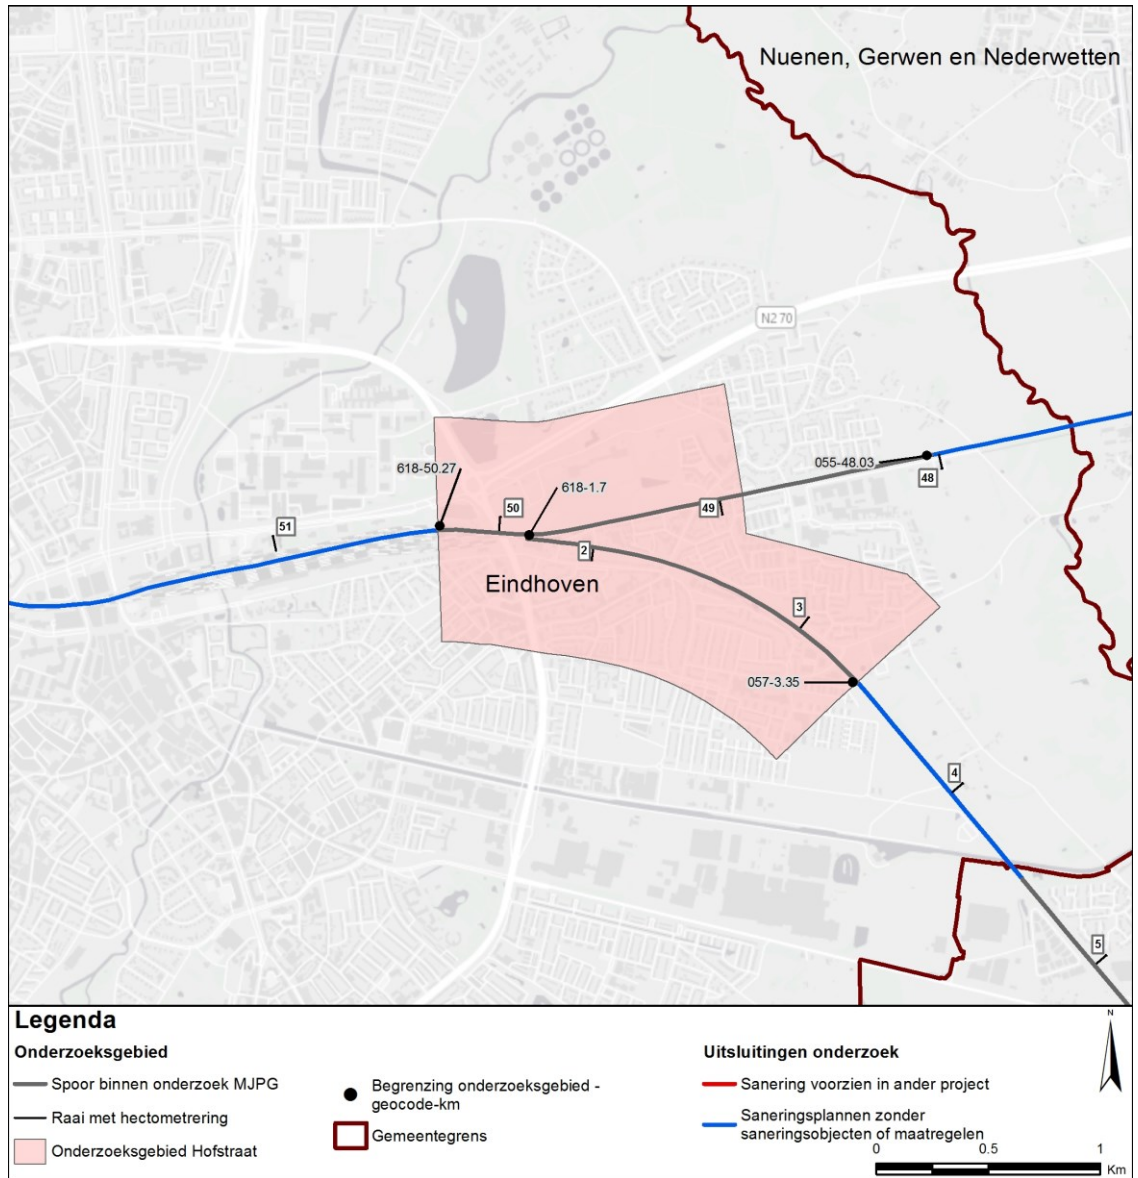 Nuenen, Gerwen en Nederwetten
N270
618-50.27
055-48.03
48
618-1.7
50
49
51
2
Eindhoven
3
057-3.35
4
5
Legenda
Onderzoeksgebied
Spoor binnen onderzoek MJPG
Raai met hectometrering
Onderzoeksgebied Hofstraat
Begrenzing onderzoeksgebied -
geocode-km
Gemeentegrens
Uitsluitingen onderzoek
Sanering voorzien in ander project
Saneringsplannen zonder
saneringsobjecten of maatregelen
N
0 0.5 1
Km